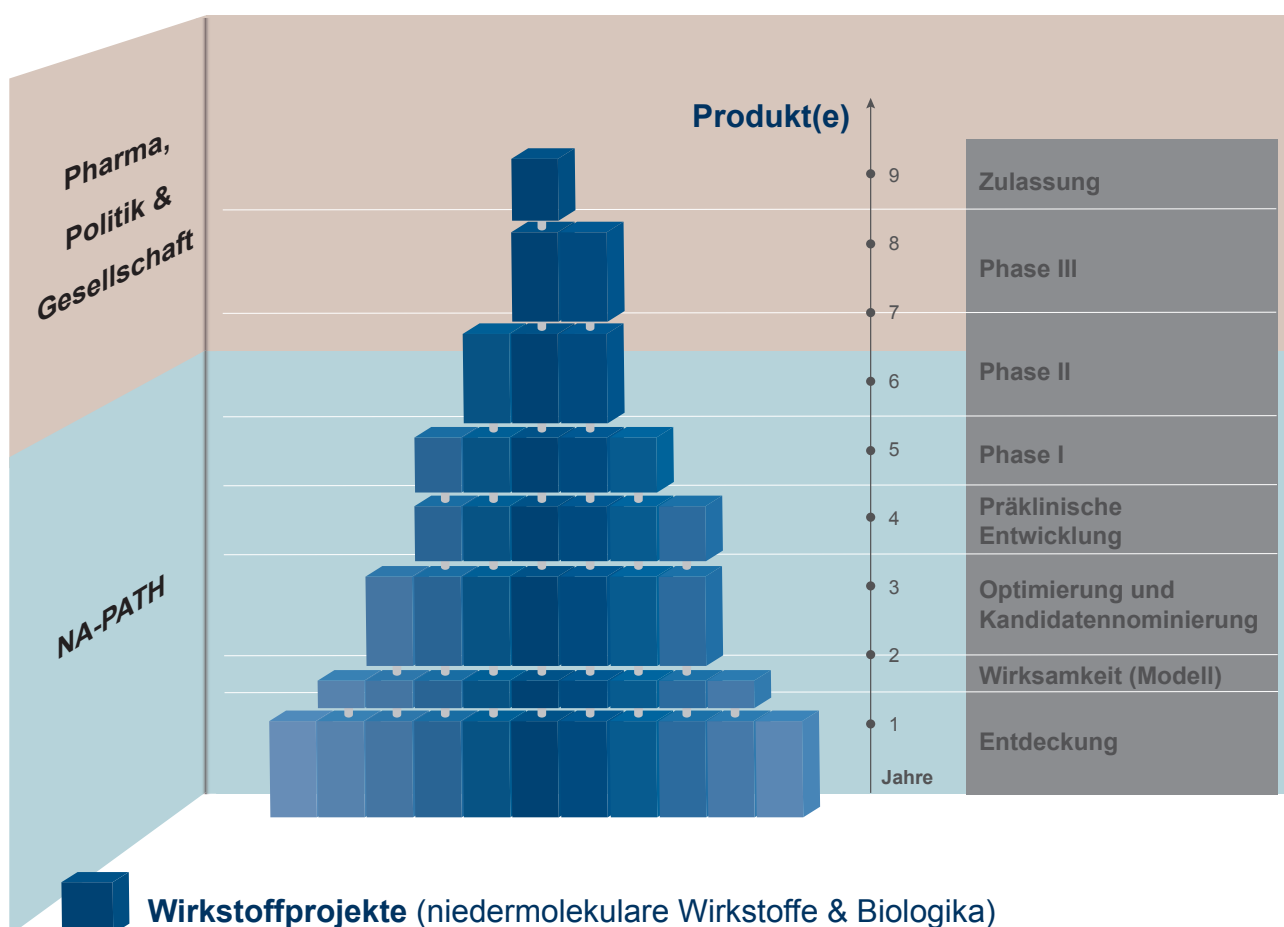 Pharma,
Politik &
Gesellschaft
NA-PATH
Produkt(e)
9
8
7
6
5
4
3
2
1
Jahre
Zulassung
Phase III
Phase II
Phase I
Präklinische
Entwicklung
Optimierung und
Kandidatennominierung
Wirksamkeit (Modell)
Entdeckung
Wirkstoffprojekte (niedermolekulare Wirkstoffe & Biologika)